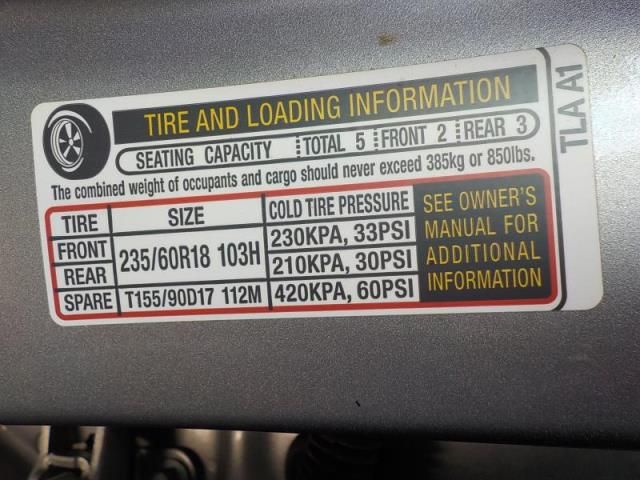 TIRE AND LOADING INFORMATION
SEATING CAPACITY TOTAL 5 FRONT 2 REAR 3
The combined weight of occupants and cargo should never exceed 385kg or 850lbs.
TIRE SIZE COLD TIRE PRESSURE
FRONT 235/60R18 103H 230KPA, 33PSI
REAR 210KPA, 30PSI
SPARE T155/90D17 112M 420KPA, 60PSI
SEE OWNER'S
MANUAL FOR
ADDITIONAL
INFORMATION
TLA A1